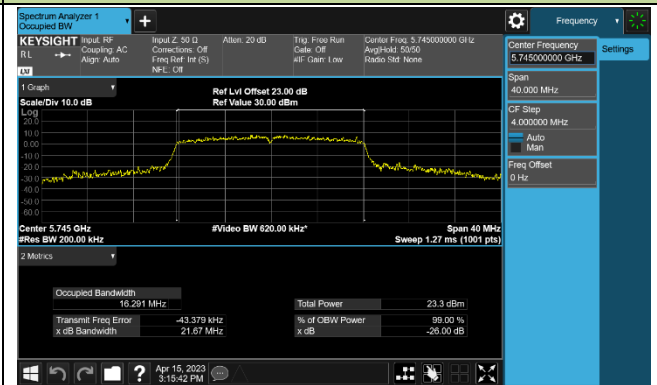 Spectrum Analyzer 1
Occupied BW
+
Frequency
KEYSIGHT Input: RF Input Z: 50 Ω Atten: 20 dB Trig: Free Run Center Freq: 5.745000000 GHz
RL Coupling: AC Corrections: Off Gate: Off Avg|Hold: 50/50
Align: Auto Freq Ref: Int (S) #IF Gain: Low Radio Std: None
LXI NFE: Off
Center Frequency
5.745000000 GHz
Settings
Span
40.000 MHz
CF Step
4.000000 MHz
Auto
Man
Freq Offset
0 Hz
1 Graph
Ref Lvl Offset 23.00 dB
Scale/Div 10.0 dB Ref Value 30.00 dBm
Log
20.0
10.0
0.00
-10.0
-20.0
-30.0
-40.0
-50.0
-60.0
Center 5.745 GHz #Video BW 620.00 kHz* Span 40 MHz
#Res BW 200.00 kHz Sweep 1.27 ms (1001 pts)
2 Metrics
Occupied Bandwidth
16.291 MHz Total Power 23.3 dBm
Transmit Freq Error -43.379 kHz % of OBW Power 99.00 %
x dB Bandwidth 21.67 MHz x dB -26.00 dB
? Apr 15, 2023
3:15:42 PM